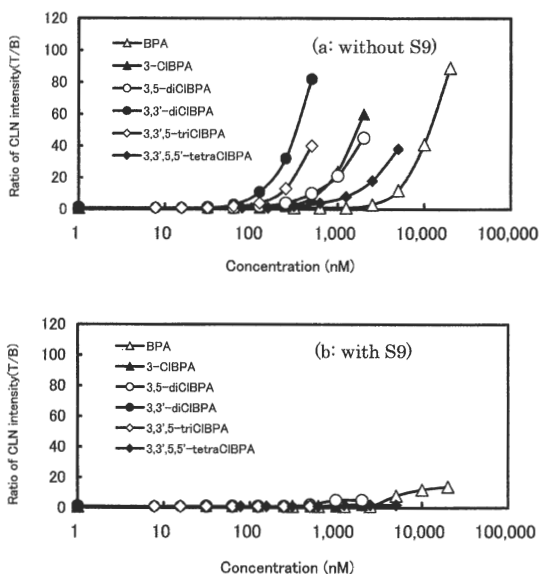 120
100
80
60
40
20
0
Ratio of CLN intensity(T/B)
(a: without S9)
BPA
3-ClBPA
3,5-diClBPA
3,3'-diClBPA
3,3',5-triClBPA
3,3',5,5'-tetraClBPA
1 10 100 1,000 10,000 100,000
Concentration (nM)
120
100
80
60
40
20
0
Ratio of CLN intensity(T/B)
(b: with S9)
BPA
3-ClBPA
3,5-diClBPA
3,3'-diClBPA
3,3',5-triClBPA
3,3',5,5'-tetraClBPA
1 10 100 1,000 10,000 100,000
Concentration (nM)